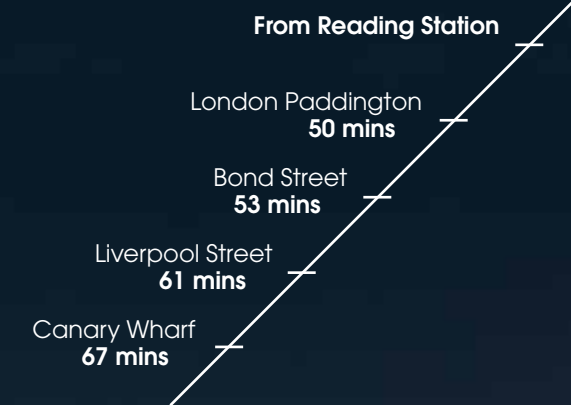 From Reading Station
London Paddington
50 mins
Bond Street
53 mins
Liverpool Street
61 mins
Canary Wharf
67 mins